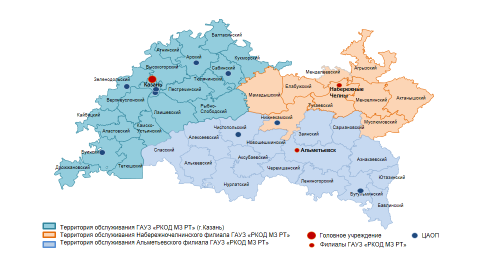 Балтасинский
Атнинский
Арский
Кукморский
Высокогорский
Сабинский
Зеленодольский
Тюлячинский
Казань
Пестречинский
Верхнеуслонский
Рыбно-
Слободский
Лаишевский
Кайбицкий
Камско-
Устьинский
Апастовский
Буинский
Тетюшский
Дрожжановский
Мамадышский
Елабужский
Менделеевский
Агрызский
Набережные
Челны
Тукаевский
Мензелинский
Актанышский
Муслюмовский
Нижнекамский
Чистопольский
Заинский
Сармановский
Алексеевский
Новошешминский
Спасский
Альметьевск
Аксубаевский
Азнакаевский
Алькеевский
Черемшанский
Нурлатский
Лениногорский
Ютазинский
Бугульминский
Бавлинский
Территория обслуживания ГАУЗ «РКОД МЗ РТ» (г.Казань)
Территория обслуживания Набережночелнинского филиала ГАУЗ «РКОД МЗ РТ»
Территория обслуживания Альметьевского филиала ГАУЗ «РКОД МЗ РТ»
Головное учреждение
Филиалы ГАУЗ «РКОД МЗ РТ»
ЦАОП